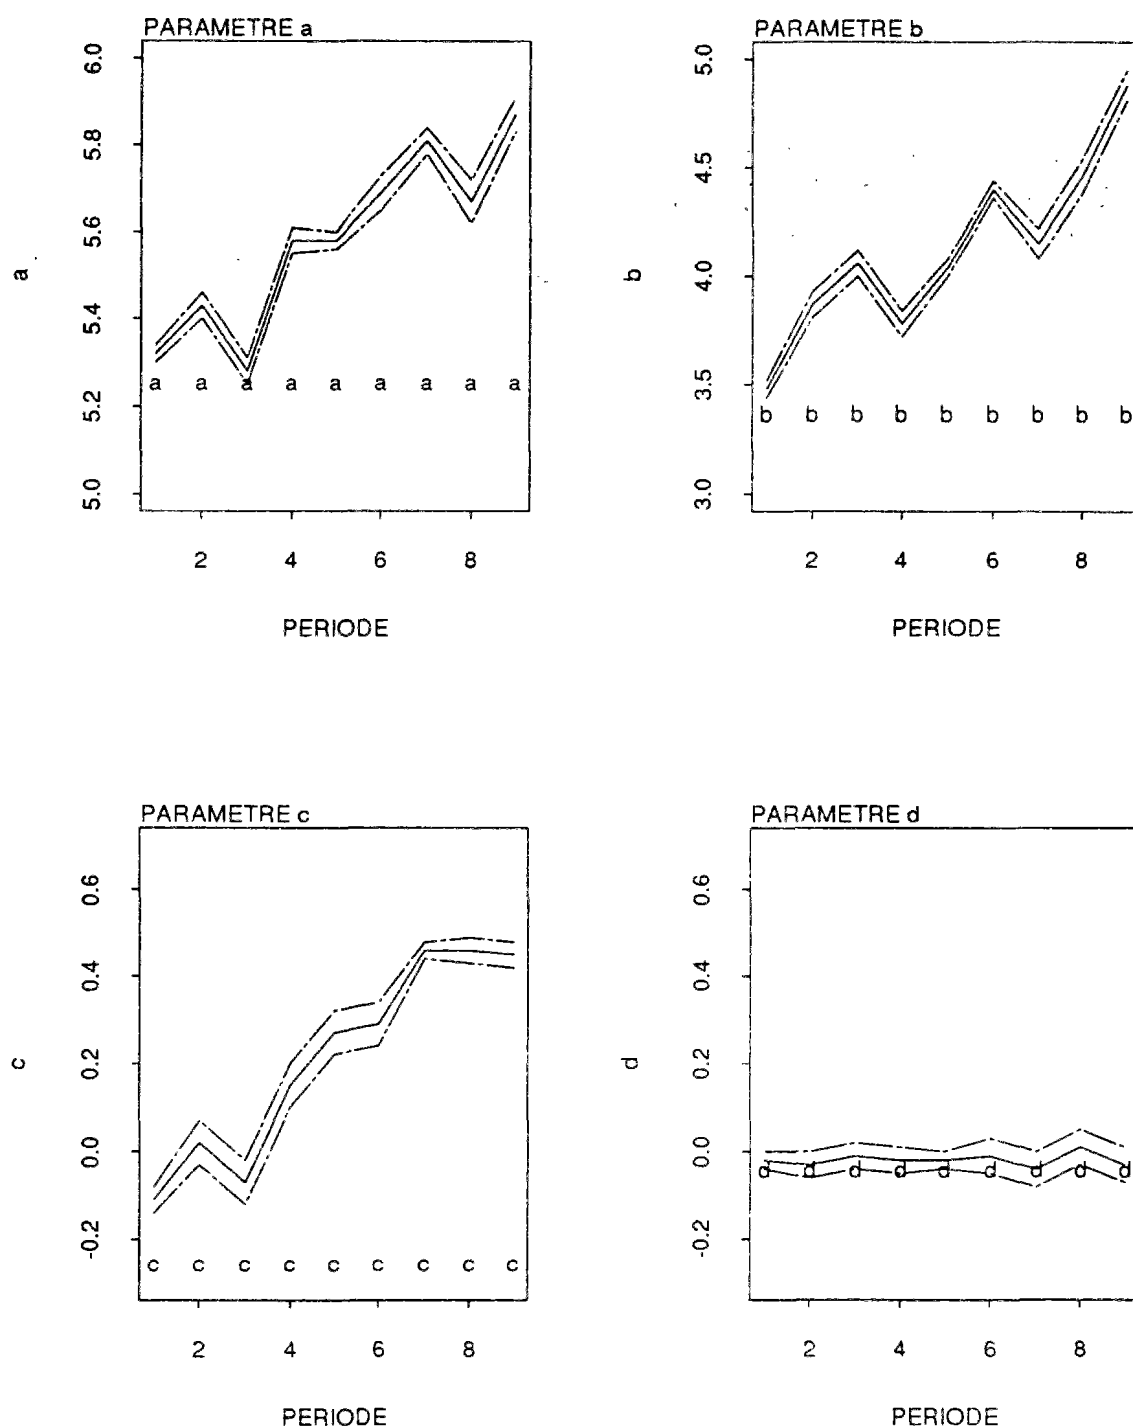 PARAMETRE a
a
6.0
5.8
5.6
5.4
5.2
5.0
a a a a a a a a a
2 4 6 8
PERIODE
PARAMETRE b
b
5.0
4.5
4.0
3.5
3.0
b b b b b b b b b
2 4 6 8
PERIODE
PARAMETRE c
c
0.6
0.4
0.2
0.0
-0.2
c c c c c c c c c
2 4 6 8
PERIODE
PARAMETRE d
d
0.6
0.4
0.2
0.0
-0.2
d d d d d d d d d
2 4 6 8
PERIODE